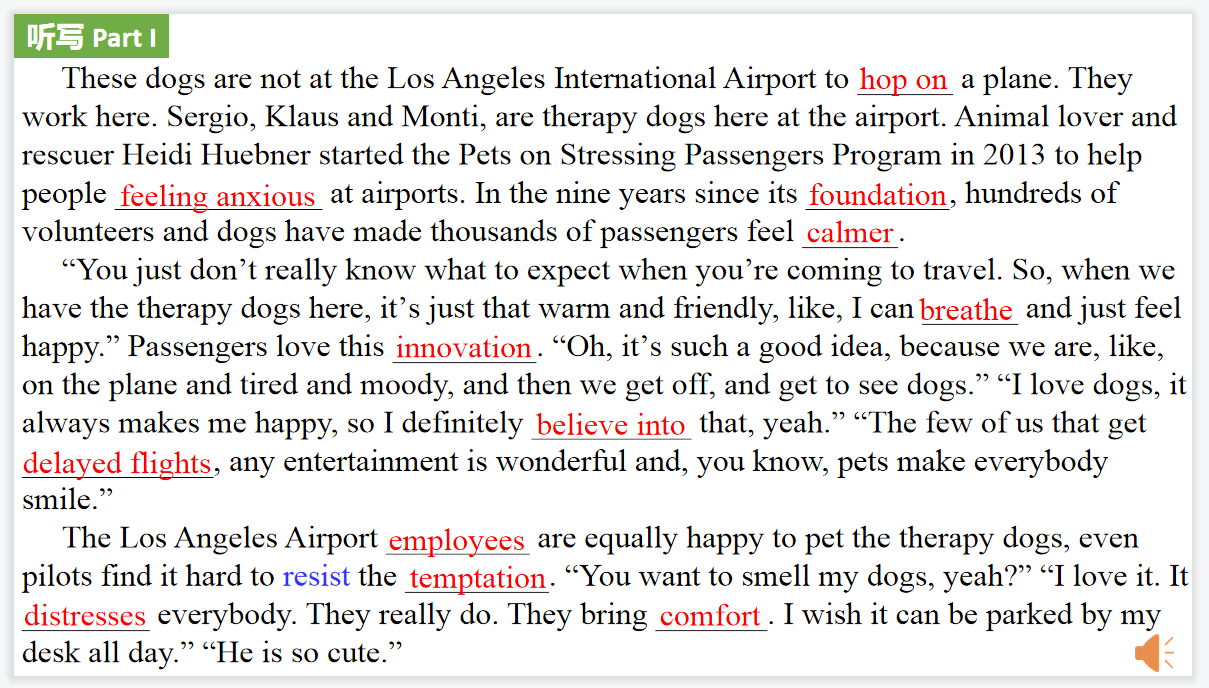 听写 Part I
These dogs are not at the Los Angeles International Airport to hop on a plane. They
work here. Sergio, Klaus and Monti, are therapy dogs here at the airport. Animal lover and
rescuer Heidi Huebner started the Pets on Stressing Passengers Program in 2013 to help
people feeling anxious at airports. In the nine years since its foundation, hundreds of
volunteers and dogs have made thousands of passengers feel calmer.
“You just don’t really know what to expect when you’re coming to travel. So, when we
have the therapy dogs here, it’s just that warm and friendly, like, I can breathe and just feel
happy.” Passengers love this innovation. “Oh, it’s such a good idea, because we are, like,
on the plane and tired and moody, and then we get off, and get to see dogs.” “I love dogs, it
always makes me happy, so I definitely believe into that, yeah.” “The few of us that get
delayed flights, any entertainment is wonderful and, you know, pets make everybody
smile.”
The Los Angeles Airport employees are equally happy to pet the therapy dogs, even
pilots find it hard to resist the temptation. “You want to smell my dogs, yeah?” “I love it. It
distresses everybody. They really do. They bring comfort. I wish it can be parked by my
desk all day.” “He is so cute.”